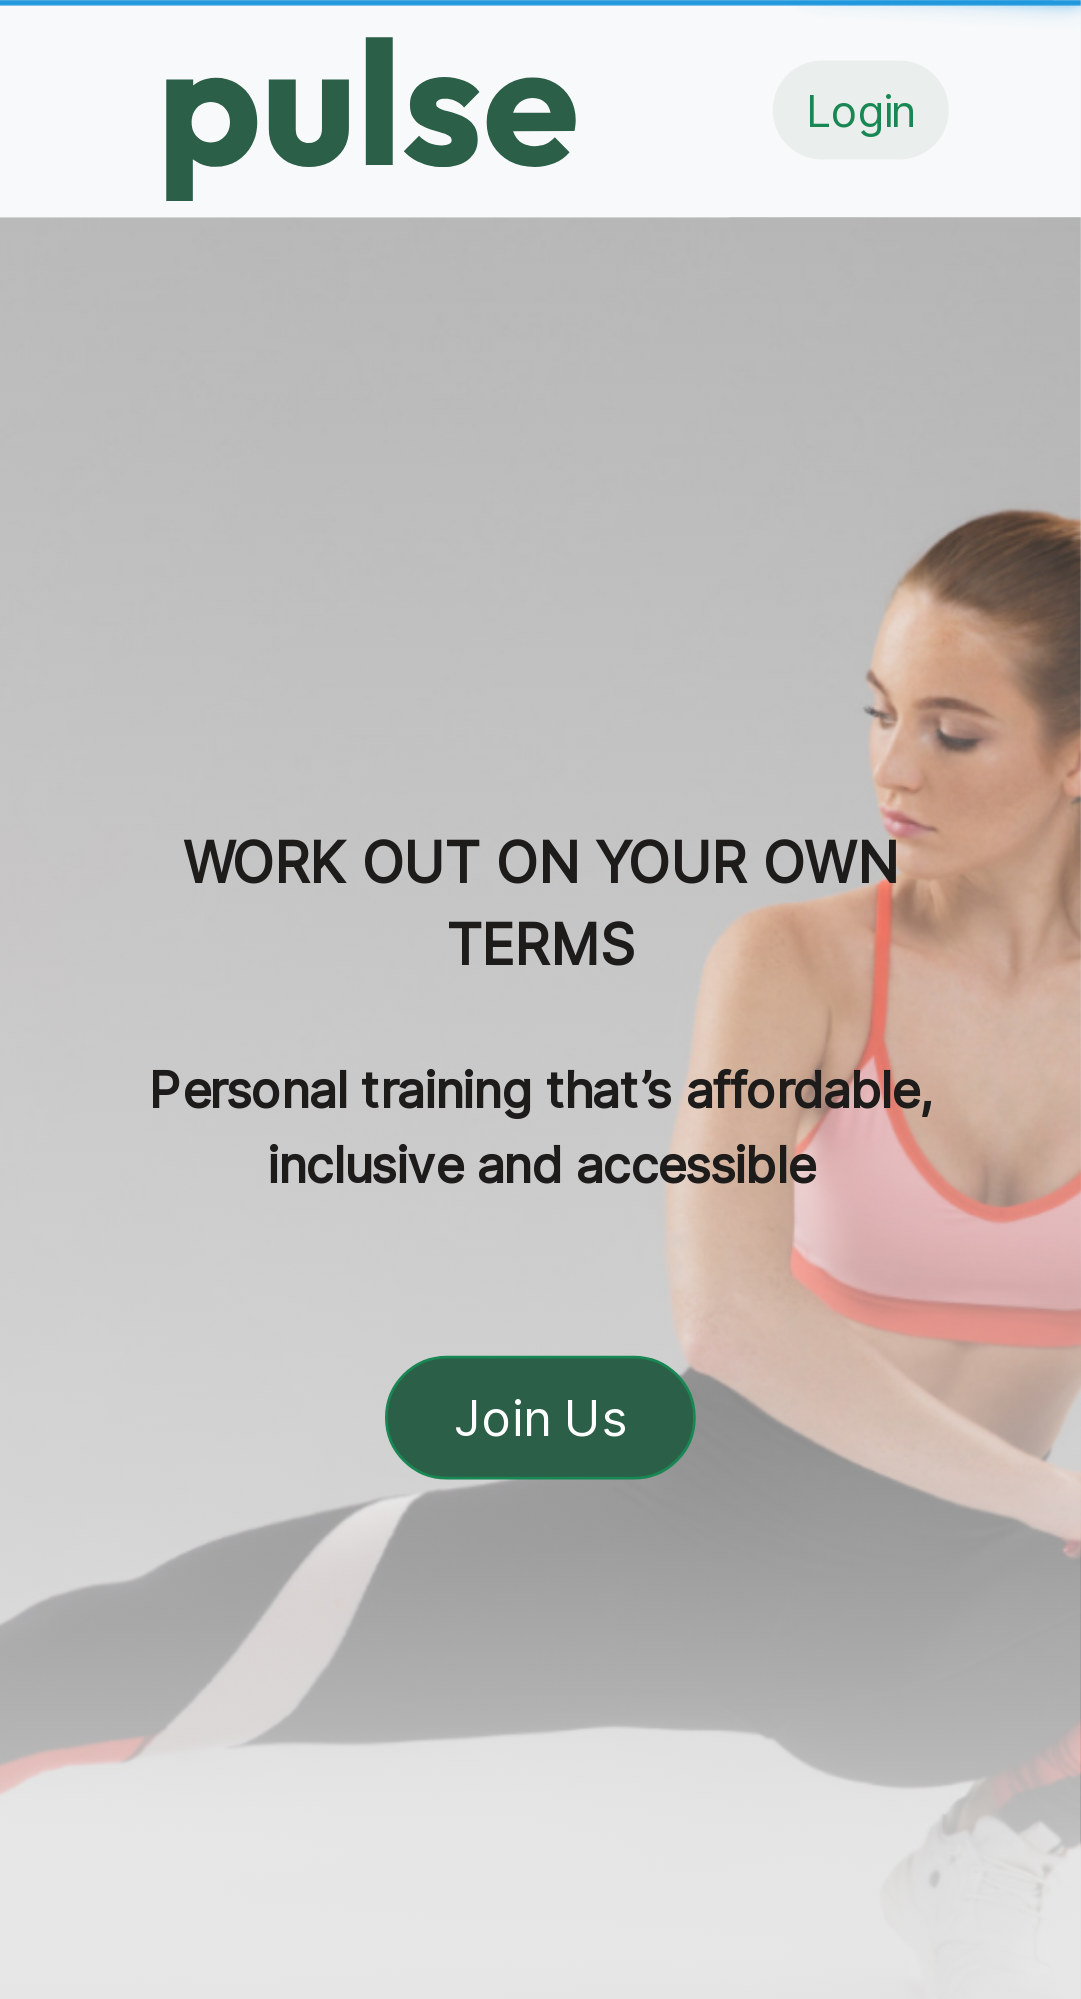 pulse
Login
WORK OUT ON YOUR OWN
TERMS
Personal training that’s affordable,
inclusive and accessible
Join Us